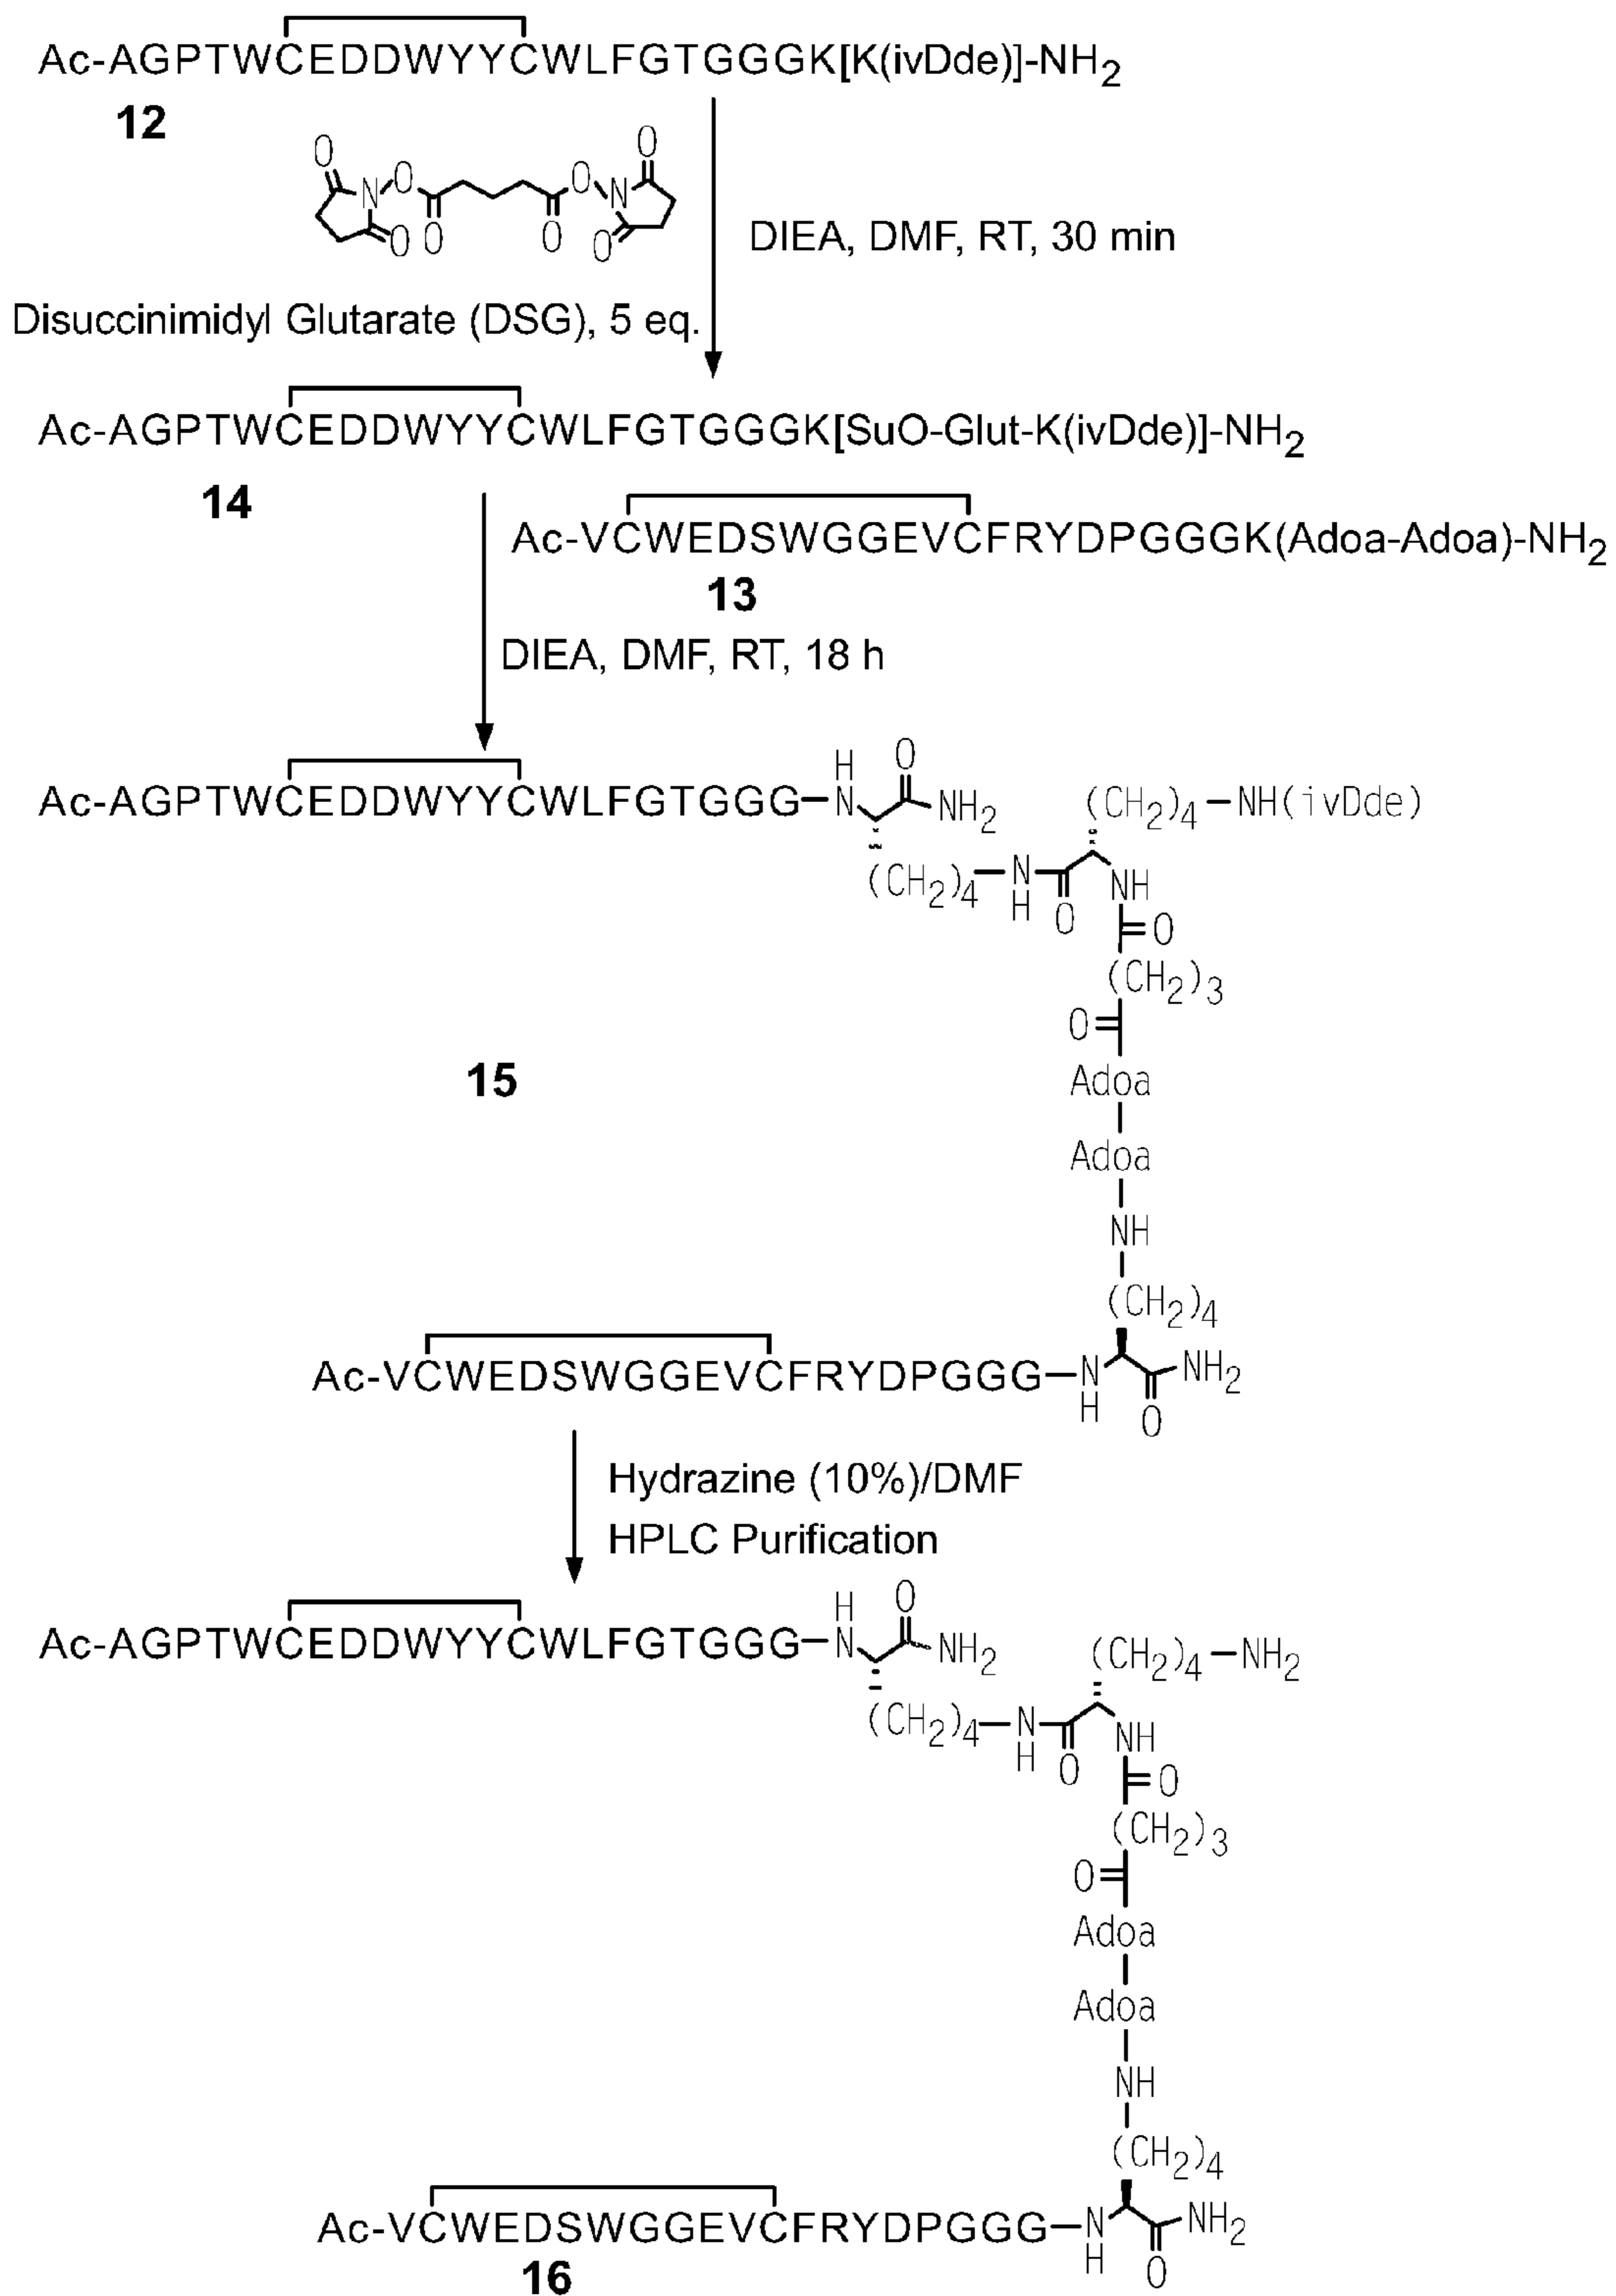 Ac-AGPTWCEDDWYYCWLFGTGGGK[K(ivDde)]-NH2
12
O O O N O O O O N O O
DIEA, DMF, RT, 30 min
Disuccinimidyl Glutarate (DSG), 5 eq.
Ac-AGPTWCEDDWYYCWLFGTGGGK[SuO-Glut-K(ivDde)]-NH2
14
Ac-VCWEDSWGGEVCFRYDPGGGK(Adoa-Adoa)-NH2
13
DIEA, DMF, RT, 18 h
Ac-AGPTWCEDDWYYCWLFGTGGG-N H O NH2 (CH2)4-NH(ivDde)
(CH2)4-N H O NH
=O
(CH2)3
O=
Adoa
15
Adoa
NH
(CH2)4
Ac-VCWEDSWGGEVCFRYDPGGG-N H O NH2
Hydrazine (10%)/DMF
HPLC Purification
Ac-AGPTWCEDDWYYCWLFGTGGG-N H O NH2 (CH2)4-NH2
(CH2)4-N H O NH
=O
(CH2)3
O=
Adoa
Adoa
NH
(CH2)4
Ac-VCWEDSWGGEVCFRYDPGGG-N H O NH2
16